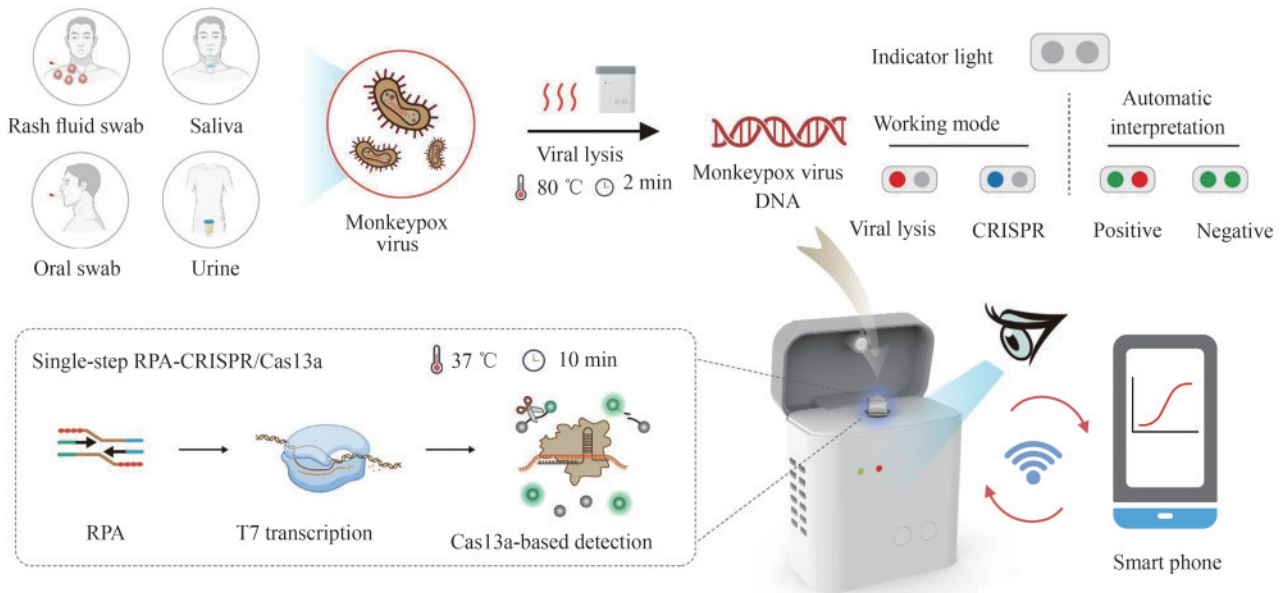 Rash fluid swab
Saliva
Oral swab
Urine
Monkeypox
virus
Viral lysis
80 ℃
2 min
Monkeypox virus
DNA
Indicator light
Working mode
Automatic
interpretation
Viral lysis
CRISPR
Positive
Negative
Single-step RPA-CRISPR/Cas13a
37 ℃
10 min
RPA
T7 transcription
Cas13a-based detection
Smart phone